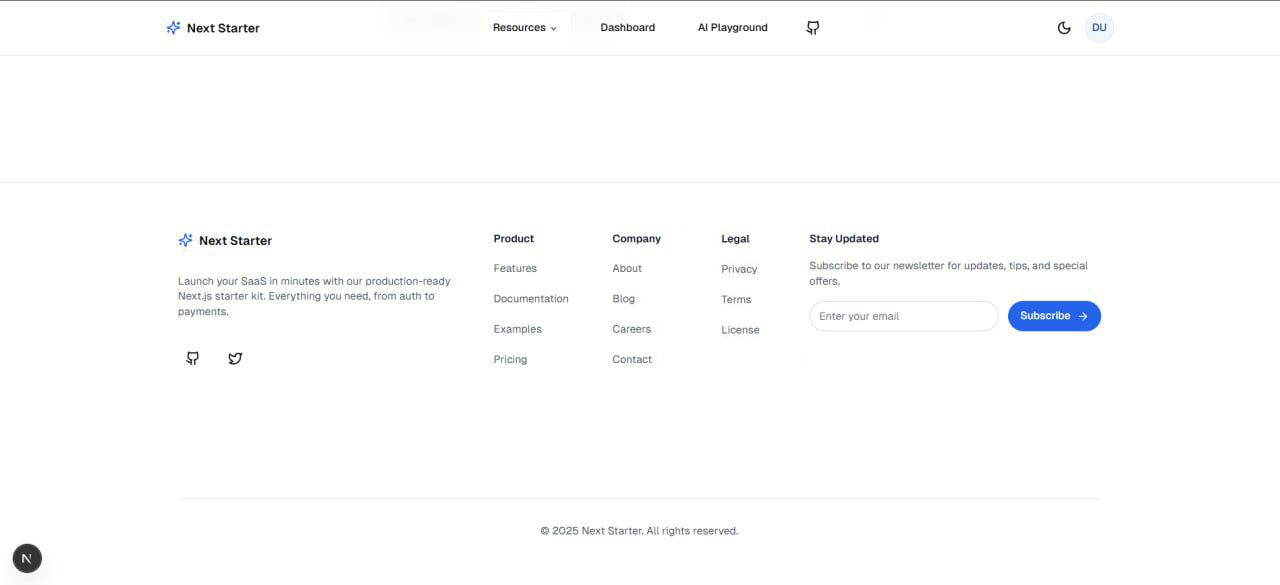 Next Starter
Resources
Dashboard
AI Playground
DU
Next Starter
Launch your SaaS in minutes with our production-ready
Next.js starter kit. Everything you need, from auth to
payments.
Product
Features
Documentation
Examples
Pricing
Company
About
Blog
Careers
Contact
Legal
Privacy
Terms
License
Stay Updated
Subscribe to our newsletter for updates, tips, and special
offers.
Enter your email
Subscribe
© 2025 Next Starter. All rights reserved.
N